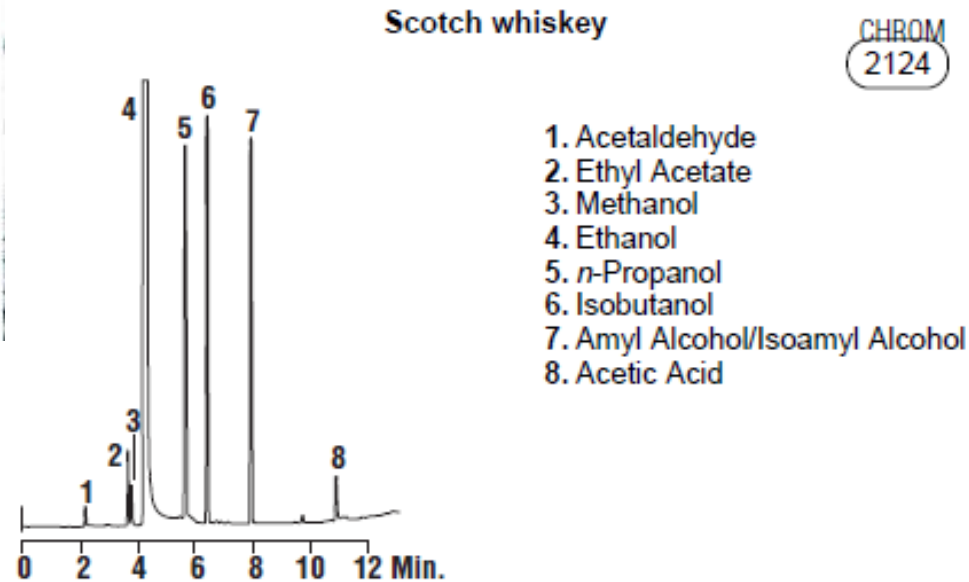 Scotch whiskey
CHROM
2124
4
5
6
7
3
2
1
8
1. Acetaldehyde
2. Ethyl Acetate
3. Methanol
4. Ethanol
5. n-Propanol
6. Isobutanol
7. Amyl Alcohol/Isoamyl Alcohol
8. Acetic Acid
0 2 4 6 8 10 12 Min.